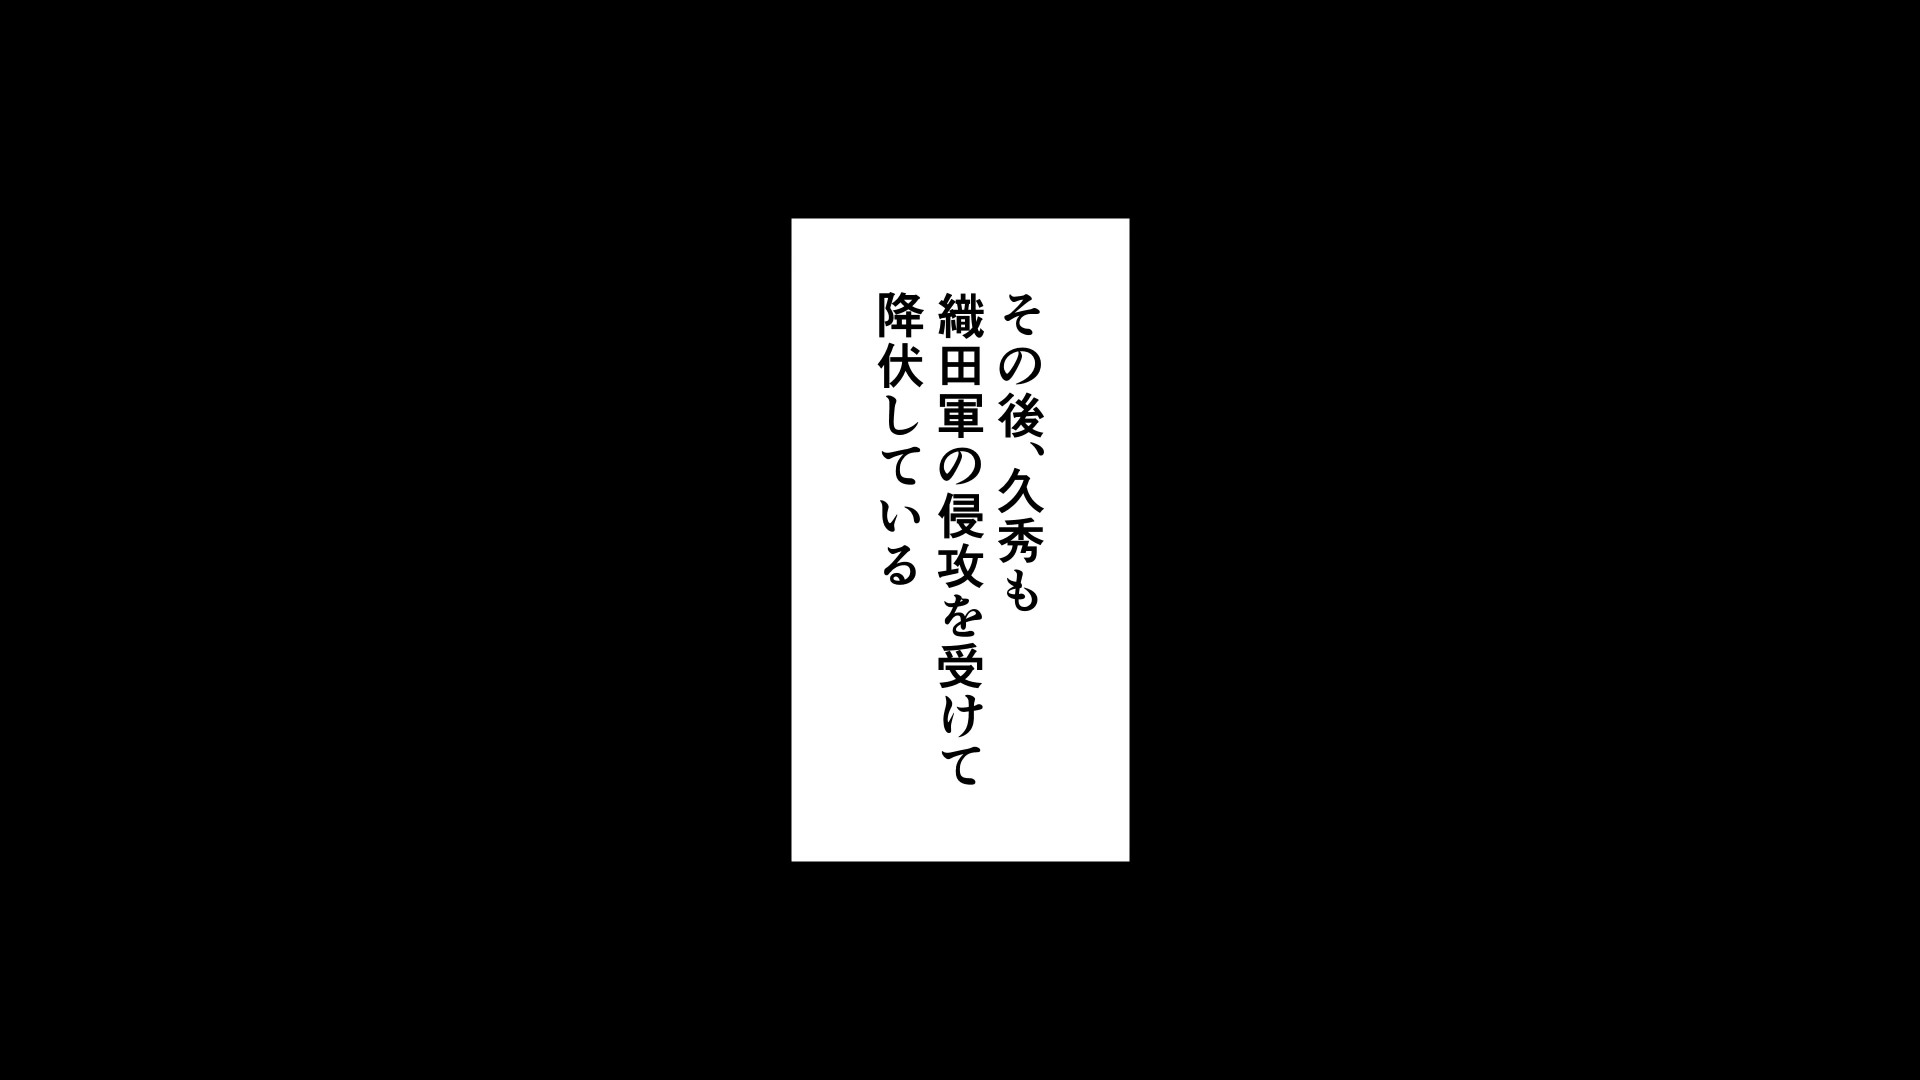 その後、久秀も
織田軍の侵攻を受けて
降伏している